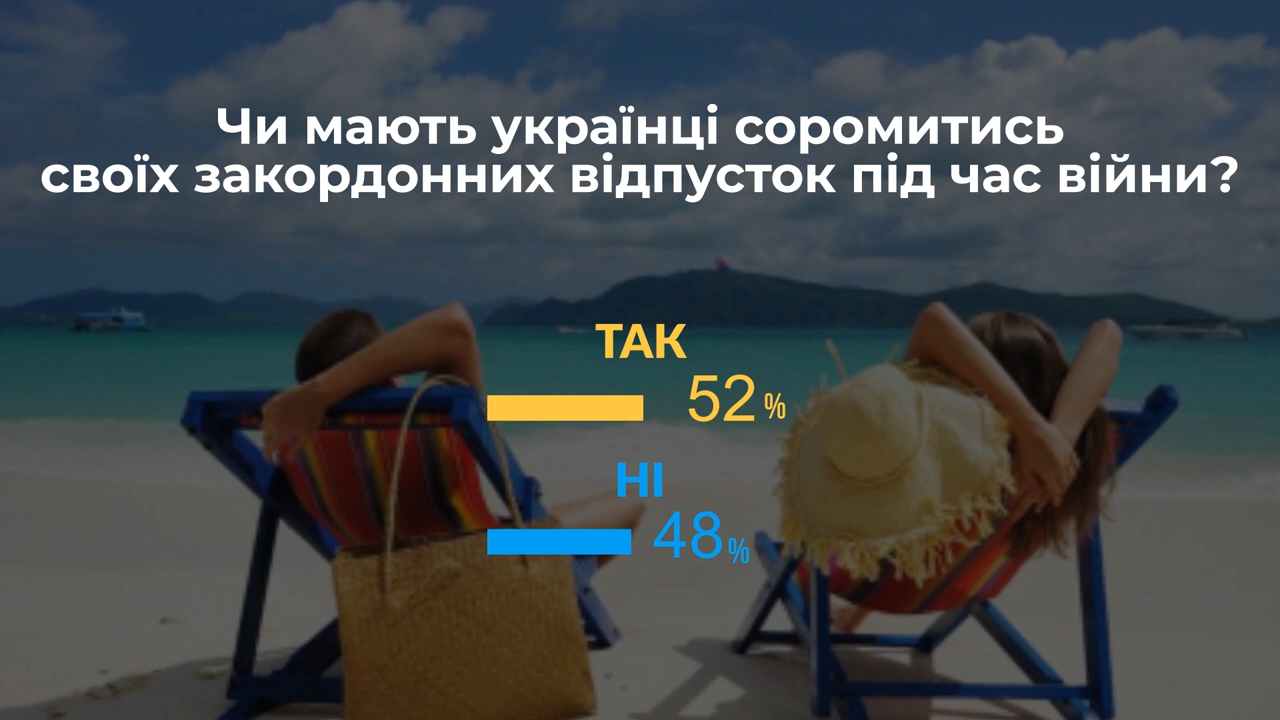 Чи мають українці соромитись
своїх закордонних відпусток під час війни?
ТАК
52 %
НІ
48 %